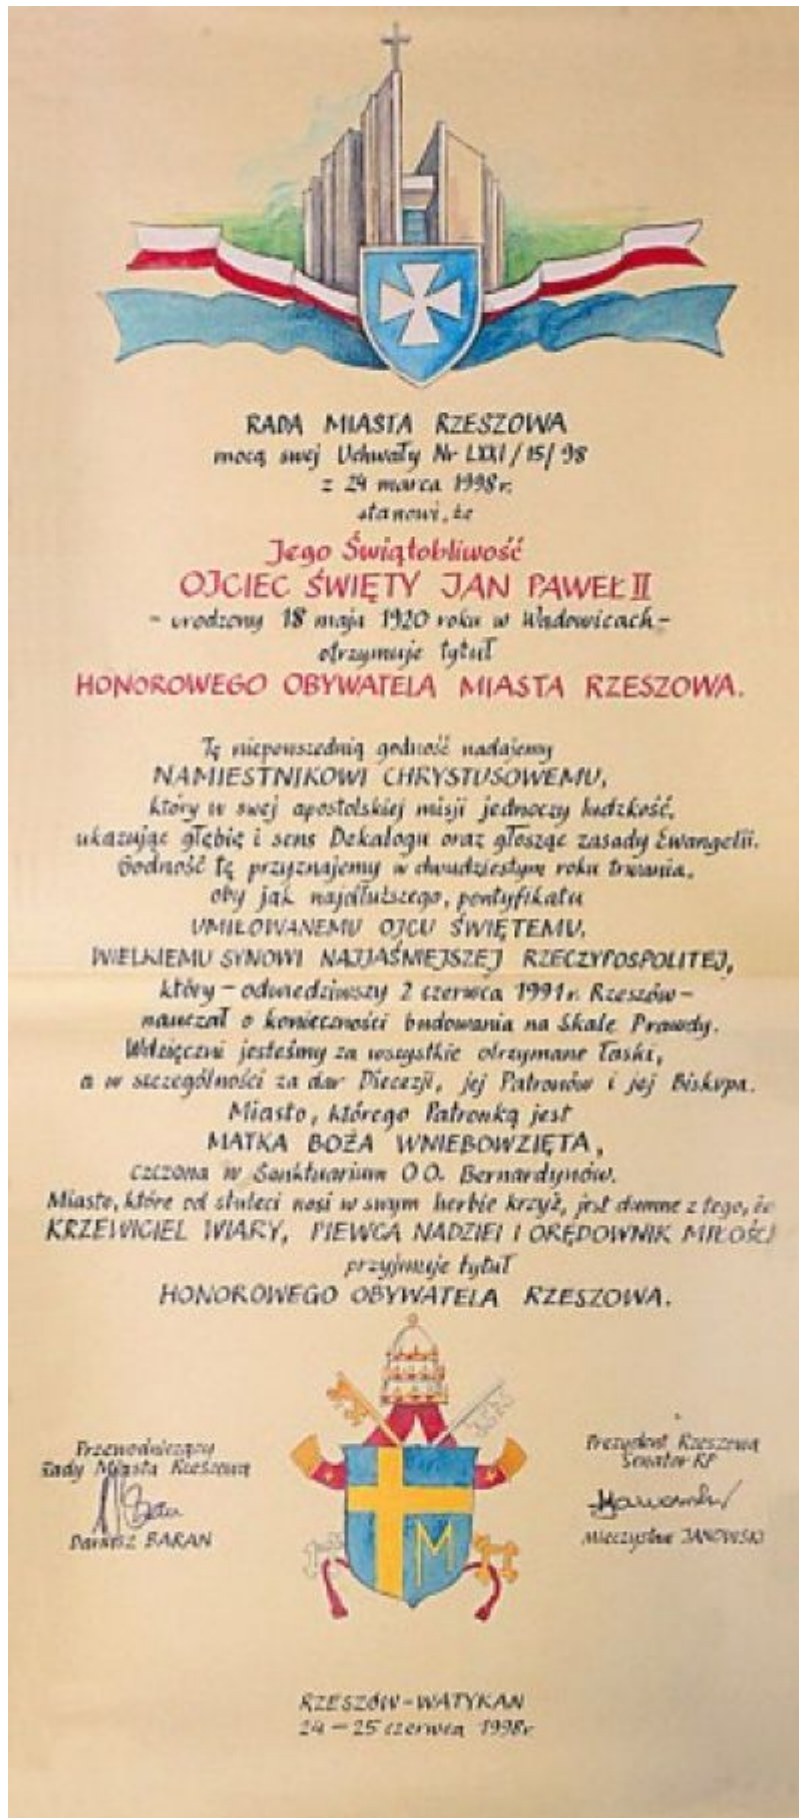 RADA MIASTA RZESZOWA
mocą swej Uchwały Nr LXXI/15/98
z 24 marca 1998r.
stanowi, że
Jego Świątobliwość
OJCIEC ŚWIĘTY JAN PAWEŁ II
- urodzony 18 maja 1920 roku w Wadowicach -
otrzymuje tytuł
HONOROWEGO OBYWATELA MIASTA RZESZOWA.
Tę niepowszednią godność nadajemy
NAMIESTNIKOWI CHRYSTUSOWEMU,
który w swej apostolskiej misji jednoczy ludzkość,
ukazując głębię i sens Dekalogu oraz głosząc zasady Ewangelii.
Godność tę przyznajemy w dwudziestym roku trwania,
oby jak najdłuższego, pontyfikatu
UMIŁOWANEMU OJCU ŚWIĘTEMU,
WIELKIEMU SYNOWI NAJJAŚNIEJSZEJ RZECZYPOSPOLITEJ,
który - odwiedziwszy 2 czerwca 1991r. Rzeszów -
nauczał o konieczności budowania na Skale Prawdy.
Wdzięczni jesteśmy za wszystkie otrzymane łaski,
a w szczególności za dar Diecezji, jej Patronów i jej Biskupa.
Miasto, którego Patronką jest
MATKA BOŻA WNIEBOWZIĘTA,
czczona w Sanktuarium O.O. Bernardynów.
Miasto, które od stuleci nosi w swym herbie krzyż, jest dumne z tego, że
KRZEWICIEL WIARY, PIEWCA NADZIEI I ORĘDOWNIK MIŁOŚCI
przyjmuje tytuł
HONOROWEGO OBYWATELA RZESZOWA.
Przewodniczący
Rady Miasta Rzeszowa
Dariusz BARAN
Prezydent Rzeszowa
Senator RP
Mieczysław JANOWSKI
M
RZESZÓW-WATYKAN
24 - 25 czerwca 1998r